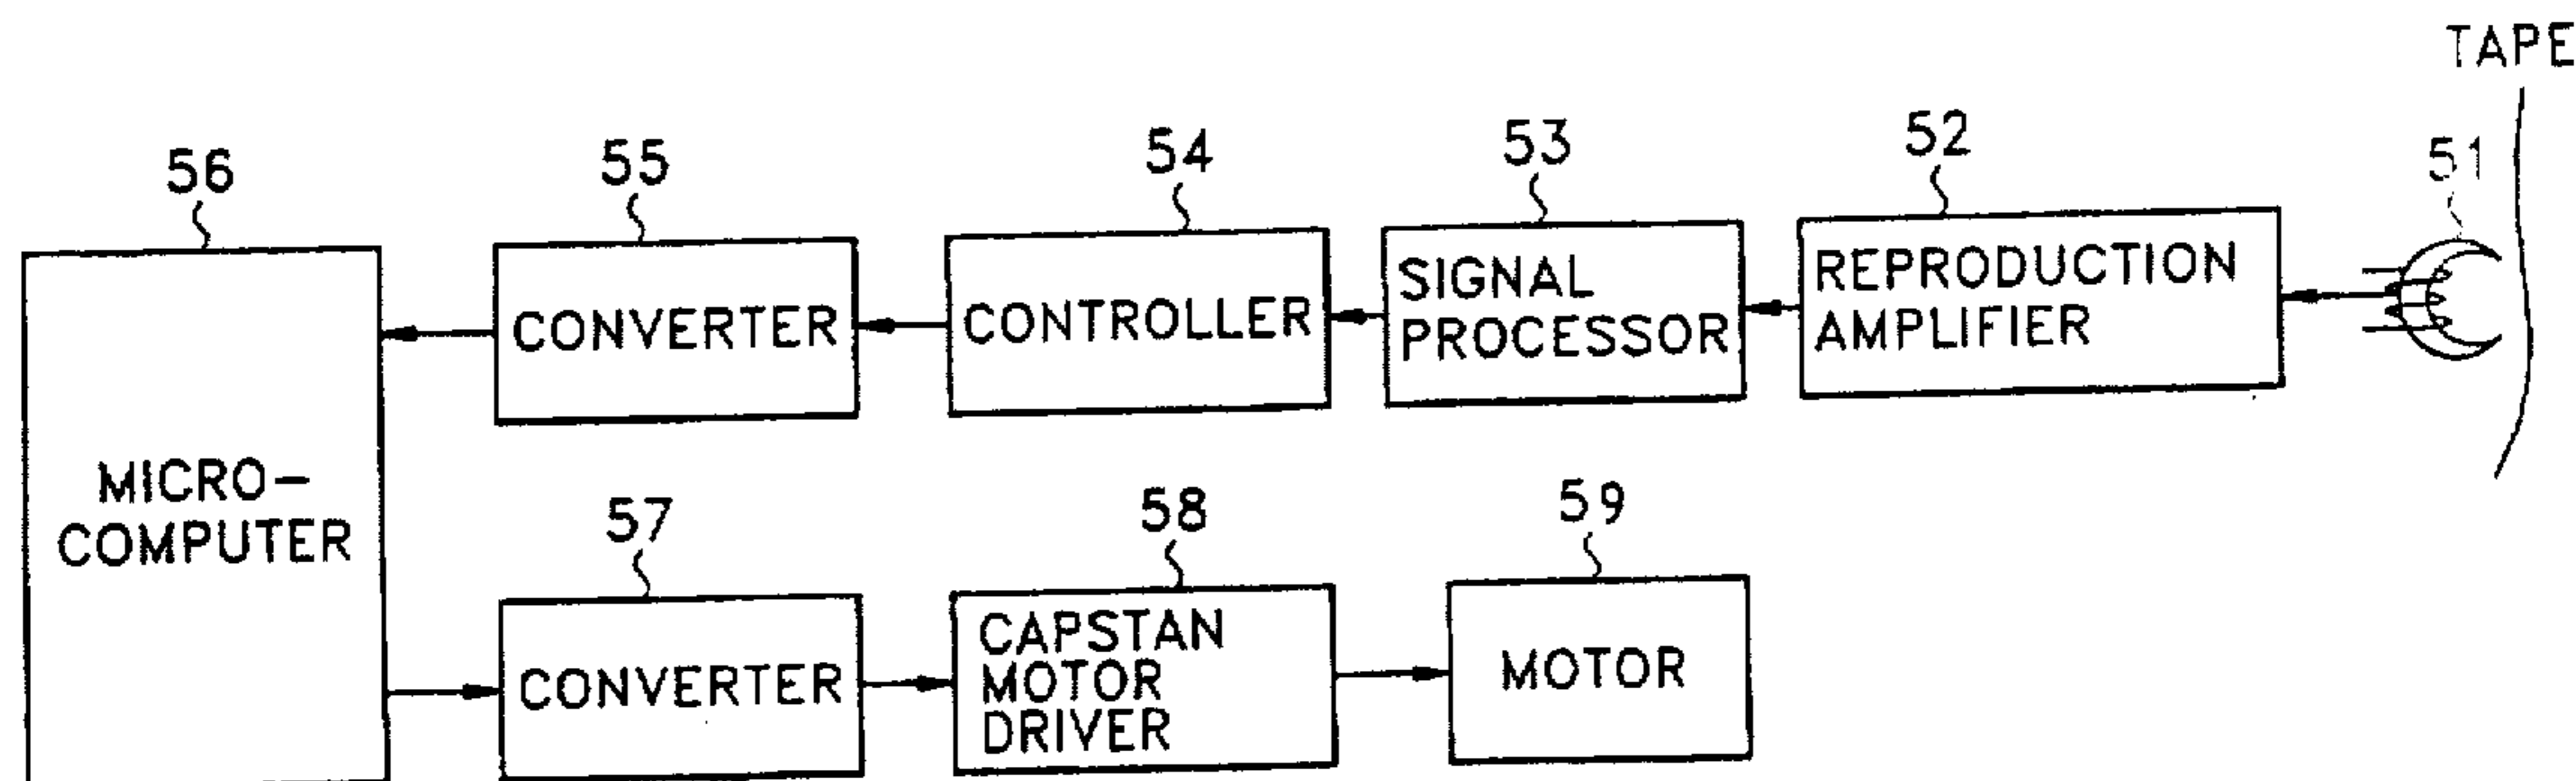 TAPE
56
55
54
53
52
51
MICRO-
COMPUTER
CONVERTER
CONTROLLER
SIGNAL
PROCESSOR
REPRODUCTION
AMPLIFIER
57
58
59
CONVERTER
CAPSTAN
MOTOR
DRIVER
MOTOR